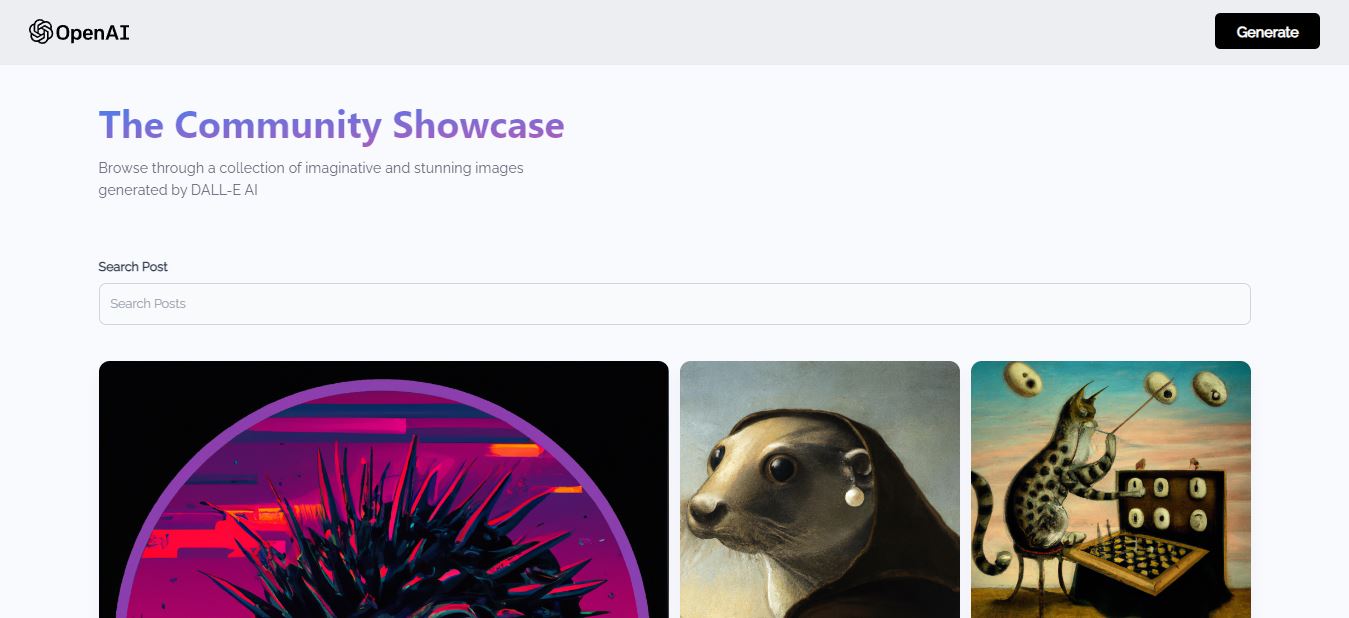 OpenAI
Generate
The Community Showcase
Browse through a collection of imaginative and stunning images
generated by DALL-E AI
Search Post
Search Posts